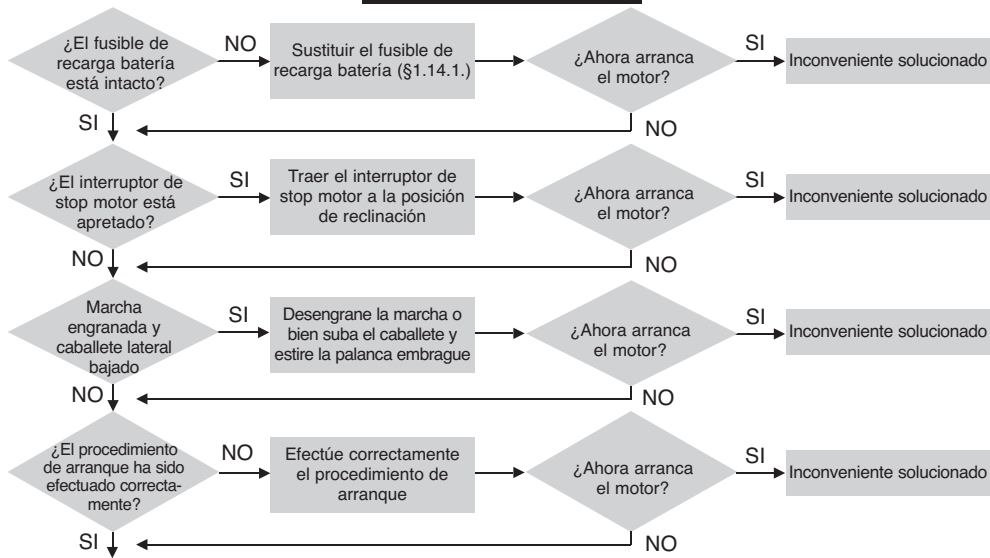 ¿El fusible de
recarga batería
está intacto?
NO
Sustituir el fusible de
recarga batería (§1.14.1.)
¿Ahora arranca
el motor?
SI
Inconveniente solucionado
SI
NO
¿El interruptor de
stop motor está
apretado?
SI
Traer el interruptor de
stop motor a la posición
de reclinación
¿Ahora arranca
el motor?
SI
Inconveniente solucionado
NO
NO
Marcha
engranada y
caballete lateral
bajado
SI
Desengrane la marcha o
bien suba el caballete y
estire la palanca embrague
¿Ahora arranca
el motor?
SI
Inconveniente solucionado
NO
NO
¿El procedimiento
de arranque ha sido
efectuado correcta-
mente?
NO
Efectúe correctamente
el procedimiento de
arranque
¿Ahora arranca
el motor?
SI
Inconveniente solucionado
SI
NO